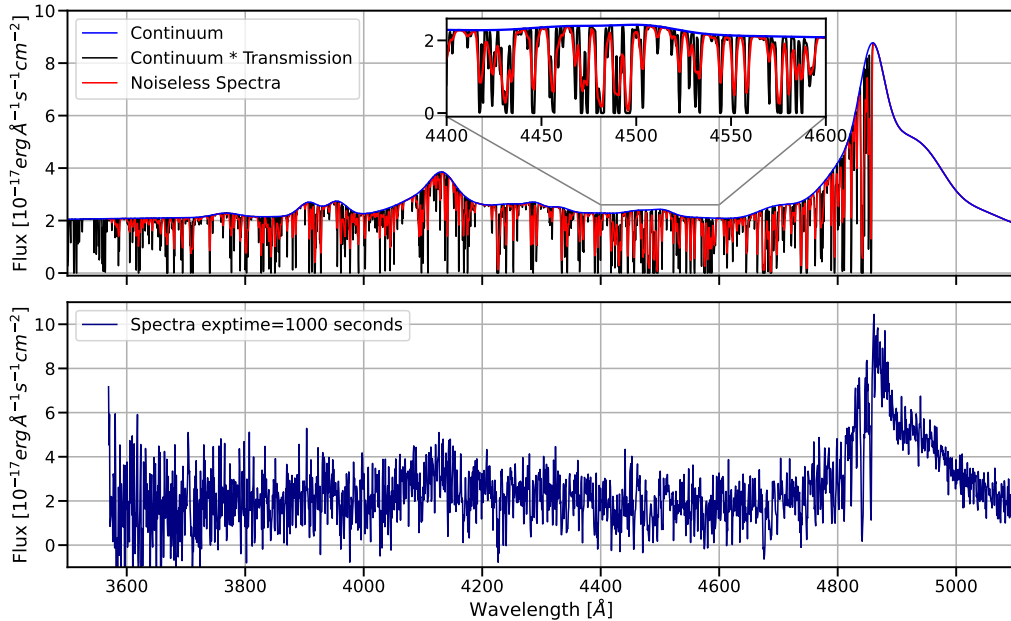 Flux [10⁻¹⁷ergÅ⁻¹s⁻¹cm⁻²]
10
8
6
4
2
0
Continuum
Continuum * Transmission
Noiseless Spectra
2
0
4400 4450 4500 4550 4600
Flux [10⁻¹⁷ergÅ⁻¹s⁻¹cm⁻²]
10
8
6
4
2
0
Spectra exptime=1000 seconds
3600 3800 4000 4200 4400 4600 4800 5000
Wavelength [Å]